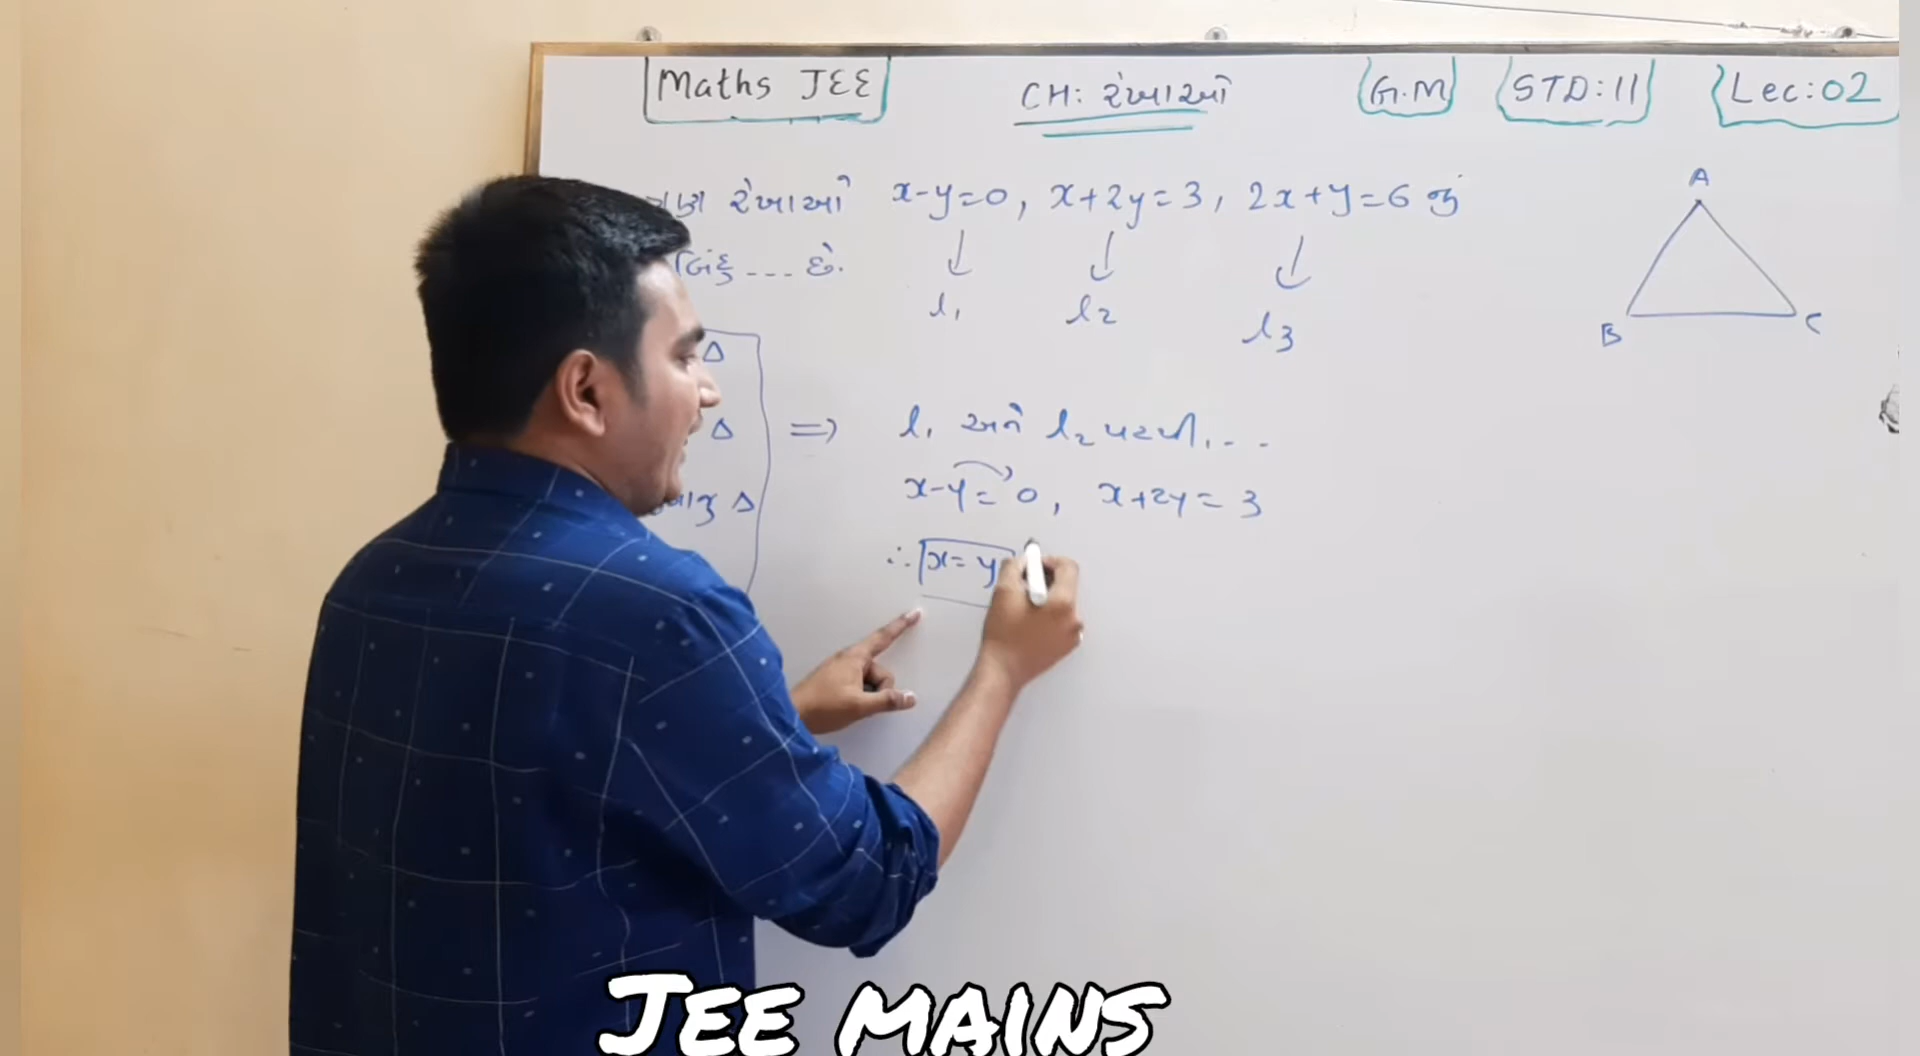 Maths JEE
CH: રેખાઓ
G.M
STD:11
Lec:02
રેખાઓ x-y=0, x+2y=3, 2x+y=6 નું
બિંદુ --- છે.
l1 l2 l3
A
B C
Δ
Δ
Δ
=> l1 અને l2 પરથી,--
x-y=0, x+2y=3
∴ x=y
JEE MAINS